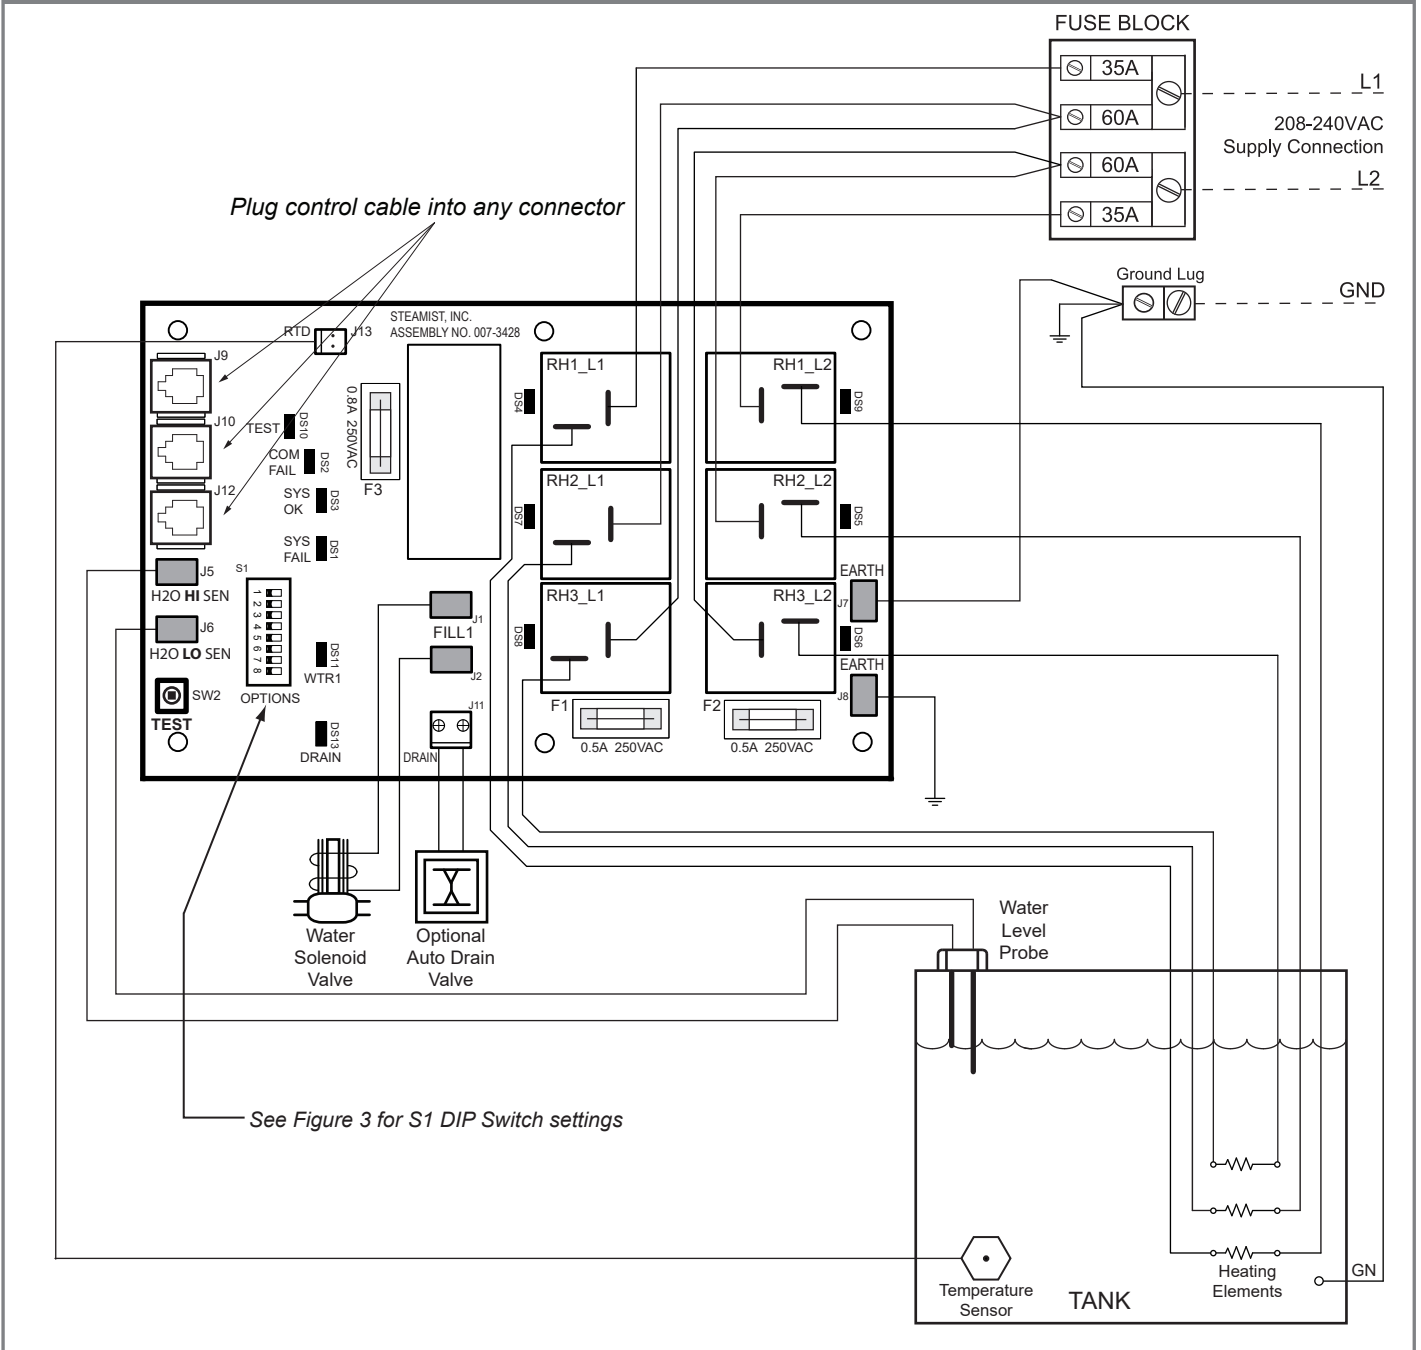 FUSE BLOCK
35A
L1
60A
208-240VAC
Supply Connection
60A
L2
35A
Plug control cable into any connector
Ground Lug
GND
STEAMIST, INC.
ASSEMBLY NO. 007-3428
RTD
J13
J9
RH1_L1
RH1_L2
0.8A 250VAC
DS4
DS9
J10
TEST
DS10
COM
FAIL
DS2
F3
RH2_L1
RH2_L2
J12
SYS
OK
DS3
DS7
DS5
SYS
FAIL
DS1
J5
S1
EARTH
H2O HI SEN
1
2
3
4
5
6
7
8
RH3_L1
RH3_L2
J7
J1
FILL1
J6
DS8
DS6
H2O LO SEN
DS11
WTR1
J2
EARTH
SW2
OPTIONS
J8
TEST
J11
F1
F2
DS13
DRAIN
DRAIN
0.5A 250VAC
0.5A 250VAC
Water
Solenoid
Valve
Optional
Auto Drain
Valve
Water
Level
Probe
See Figure 3 for S1 DIP Switch settings
Heating
Elements
GN
Temperature
Sensor
TANK